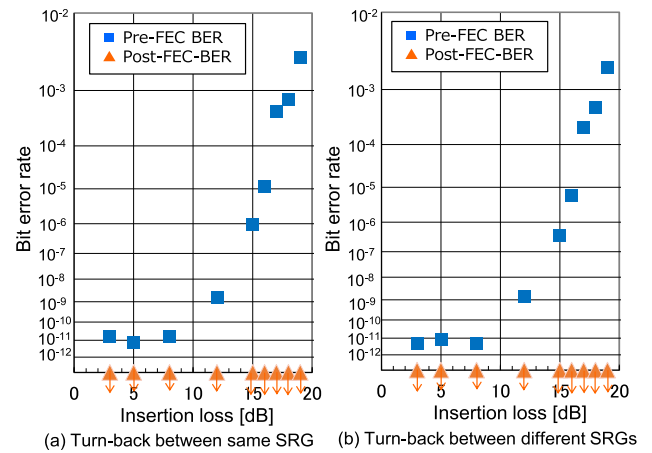 10-2
10-3
10-4
10-5
10-6
10-7
10-8
10-9
10-10
10-11
10-12
Bit error rate
Pre-FEC BER
Post-FEC-BER
0 5 10 15 20
Insertion loss [dB]
(a) Turn-back between same SRG
10-2
10-3
10-4
10-5
10-6
10-7
10-8
10-9
10-10
10-11
10-12
Bit error rate
Pre-FEC BER
Post-FEC-BER
0 5 10 15 20
Insertion loss [dB]
(b) Turn-back between different SRGs